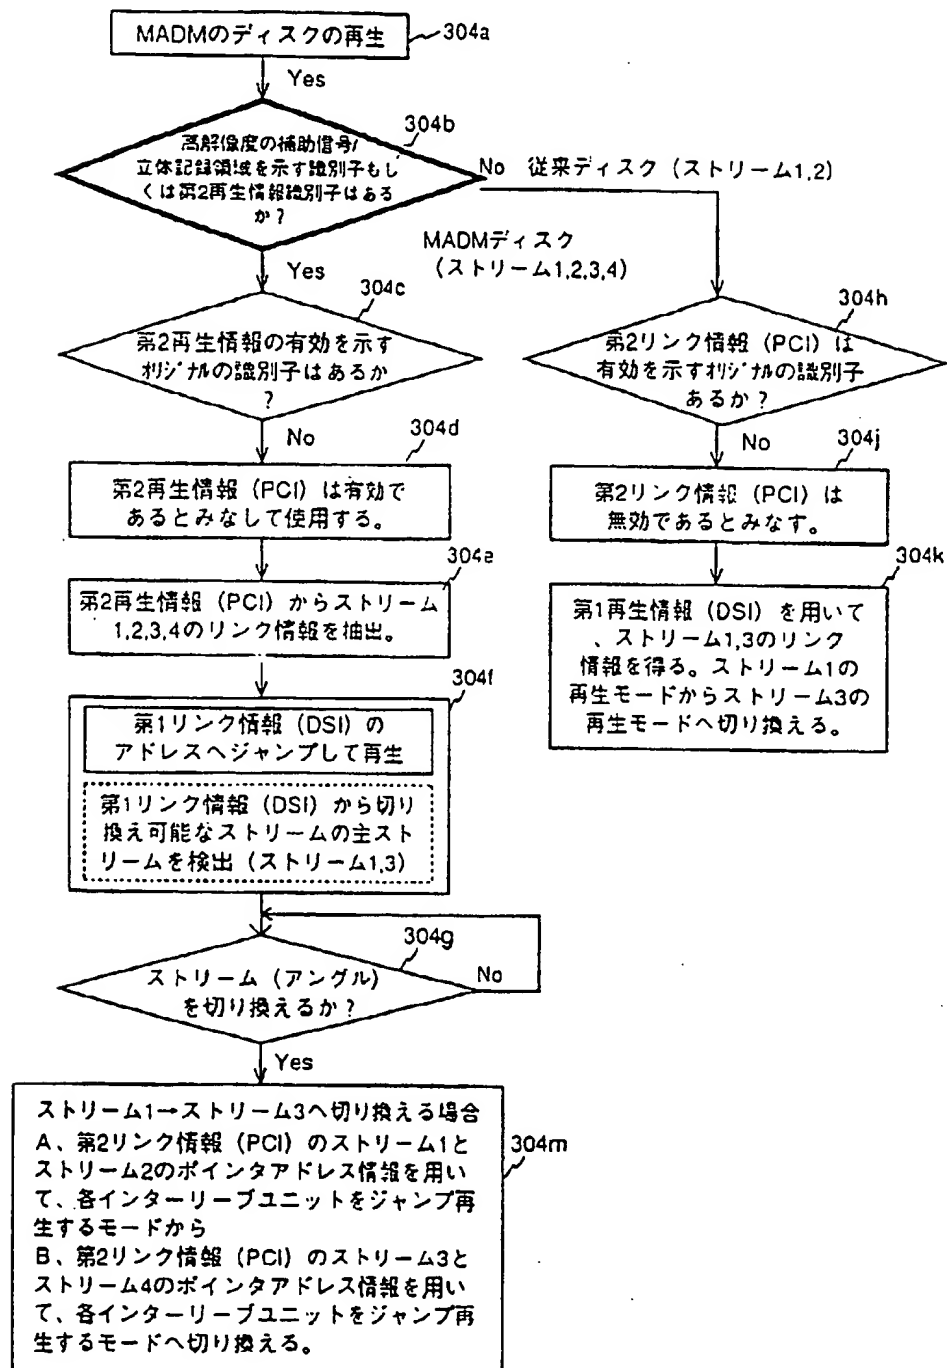 MADMのディスクの再生
304a
Yes
304b
高解像度の補助信号/
立体記録領域を示す識別子もし
くは第2再生情報識別子はある
か？
No 従来ディスク（ストリーム1,2）
MADMディスク
（ストリーム1,2,3,4）
Yes
304c
第2再生情報の有効を示す
オリジナルの識別子はあるか
？
304h
第2リンク情報（PCI）は
有効を示すオリジナルの識別子
あるか？
No
304d
第2再生情報（PCI）は有効で
あるとみなして使用する。
No
304j
第2リンク情報（PCI）は
無効であるとみなす。
304e
第2再生情報（PCI）からストリーム
1,2,3,4のリンク情報を抽出。
304k
第1再生情報（DSI）を用いて
、ストリーム1,3のリンク
情報を得る。ストリーム1の
再生モードからストリーム3の
再生モードへ切り換える。
304f
第1リンク情報（DSI）の
アドレスへジャンプして再生
第1リンク情報（DSI）から切り
換え可能なストリームの主スト
リームを検出（ストリーム1,3）
304g
ストリーム（アングル）
を切り換えるか？
No
Yes
304m
ストリーム1→ストリーム3へ切り換える場合
A、第2リンク情報（PCI）のストリーム1と
ストリーム2のポインタアドレス情報を用い
て、各インターリーブユニットをジャンプ再
生するモードから
B、第2リンク情報（PCI）のストリーム3と
ストリーム4のポインタアドレス情報を用い
て、各インターリーブユニットをジャンプ再
生するモードへ切り換える。